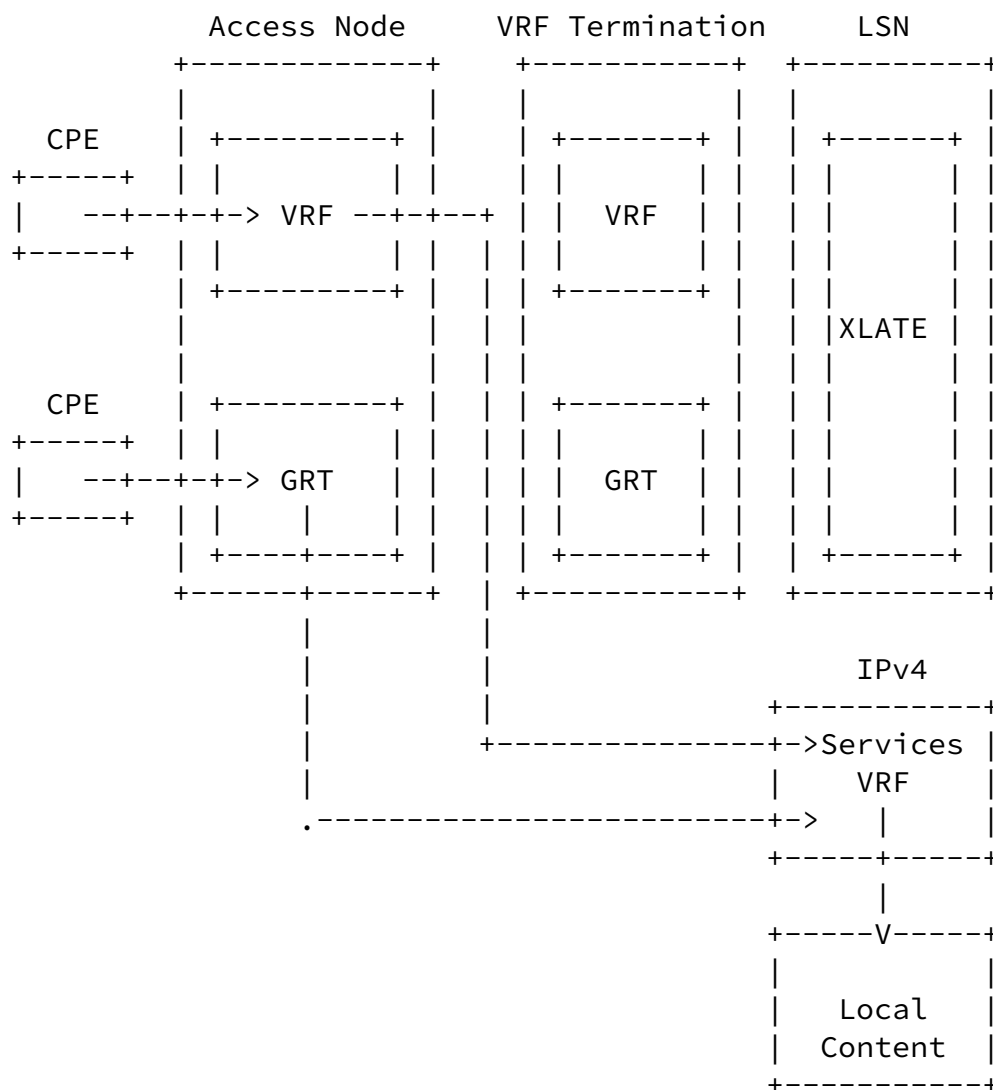 Access Node VRF Termination LSN
CPE
VRF VRF
XLATE
CPE
GRT GRT
IPv4
Services
VRF
Local
Content